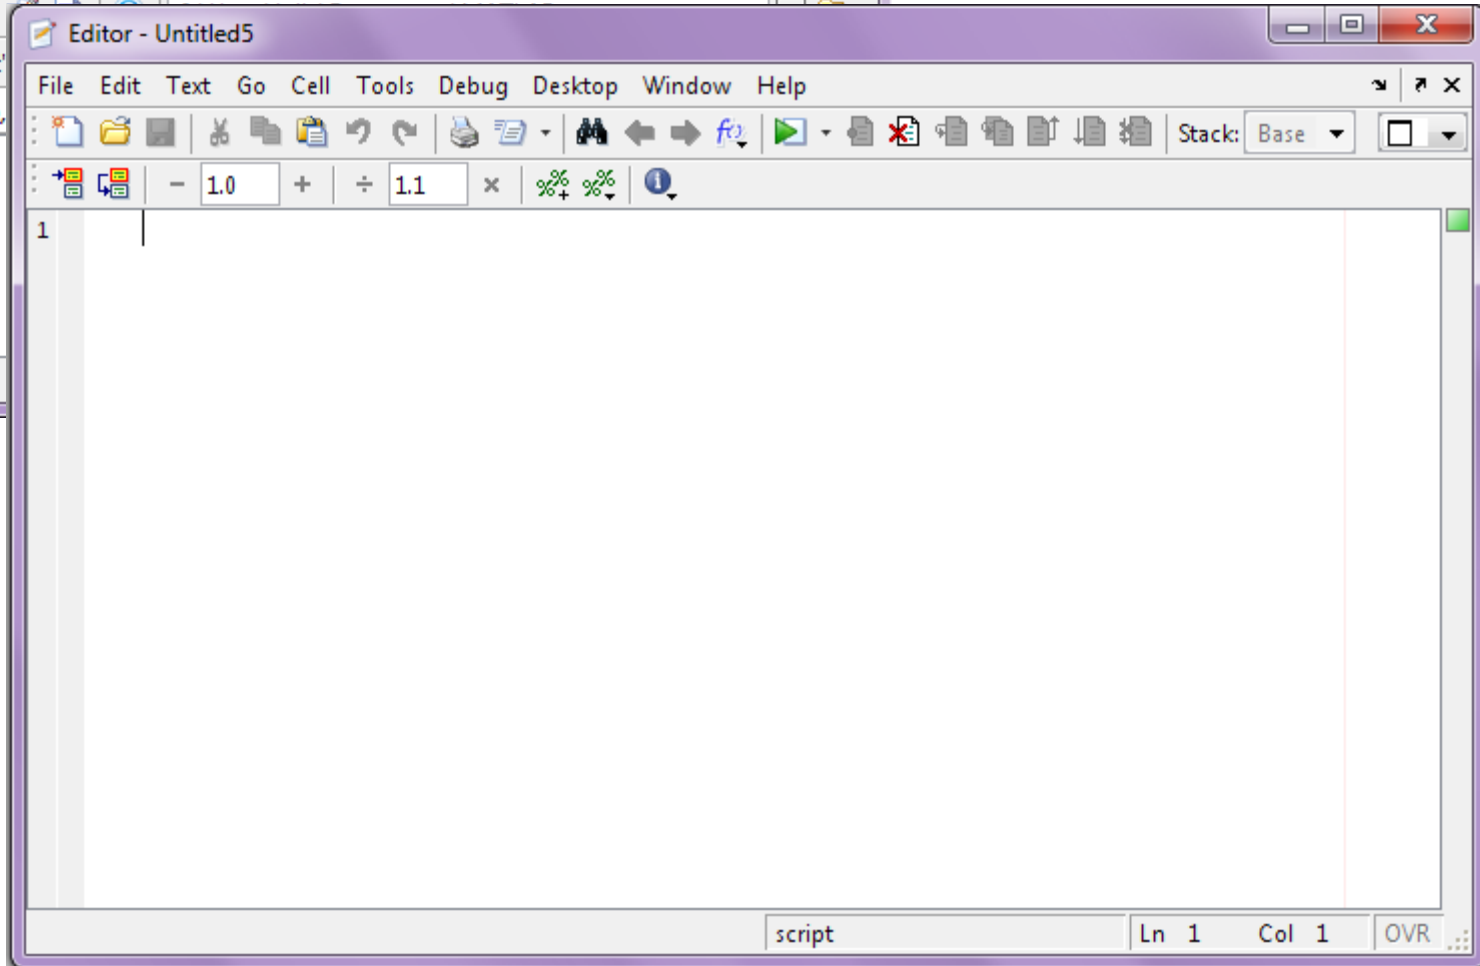 Editor - Untitled5
File Edit Text Go Cell Tools Debug Desktop Window Help
Stack: Base
− 1.0 + ÷ 1.1 ×
1
script Ln 1 Col 1 OVR